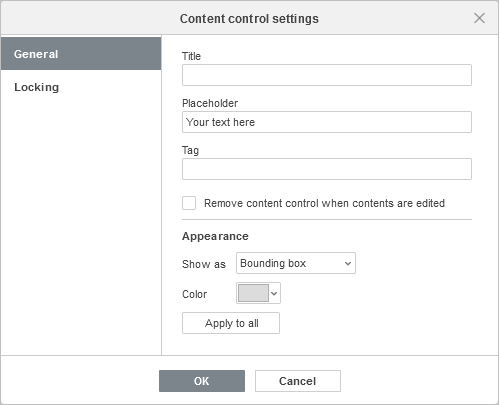 Content control settings
General
Locking
Title
Placeholder
Your text here
Tag
Remove content control when contents are edited
Appearance
Show as Bounding box
Color
Apply to all
OK Cancel